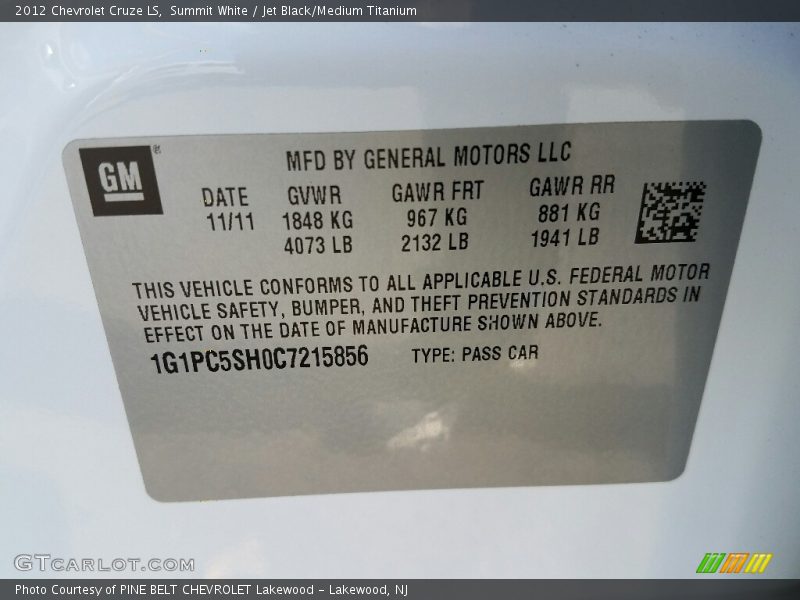 2012 Chevrolet Cruze LS, Summit White / Jet Black/Medium Titanium
GM ®
MFD BY GENERAL MOTORS LLC
DATE GVWR GAWR FRT GAWR RR
11/11 1848 KG 967 KG 881 KG
4073 LB 2132 LB 1941 LB
THIS VEHICLE CONFORMS TO ALL APPLICABLE U.S. FEDERAL MOTOR
VEHICLE SAFETY, BUMPER, AND THEFT PREVENTION STANDARDS IN
EFFECT ON THE DATE OF MANUFACTURE SHOWN ABOVE.
1G1PC5SH0C7215856 TYPE: PASS CAR
GTCARLOT.COM
Photo Courtesy of PINE BELT CHEVROLET Lakewood - Lakewood, NJ